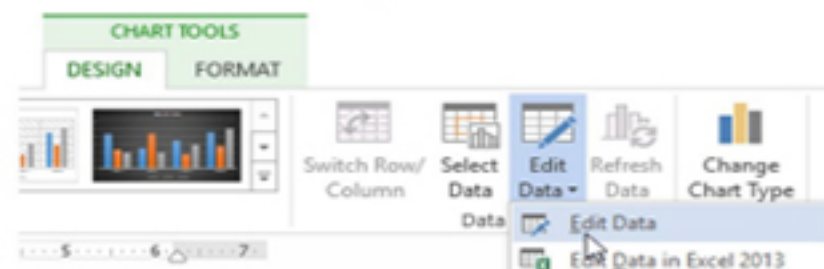 CHART TOOLS
DESIGN FORMAT
Switch Row/ Select Edit Refresh Change
Column Data Data Data Chart Type
Data
Edit Data
5 6 7
Edit Data in Excel 2013